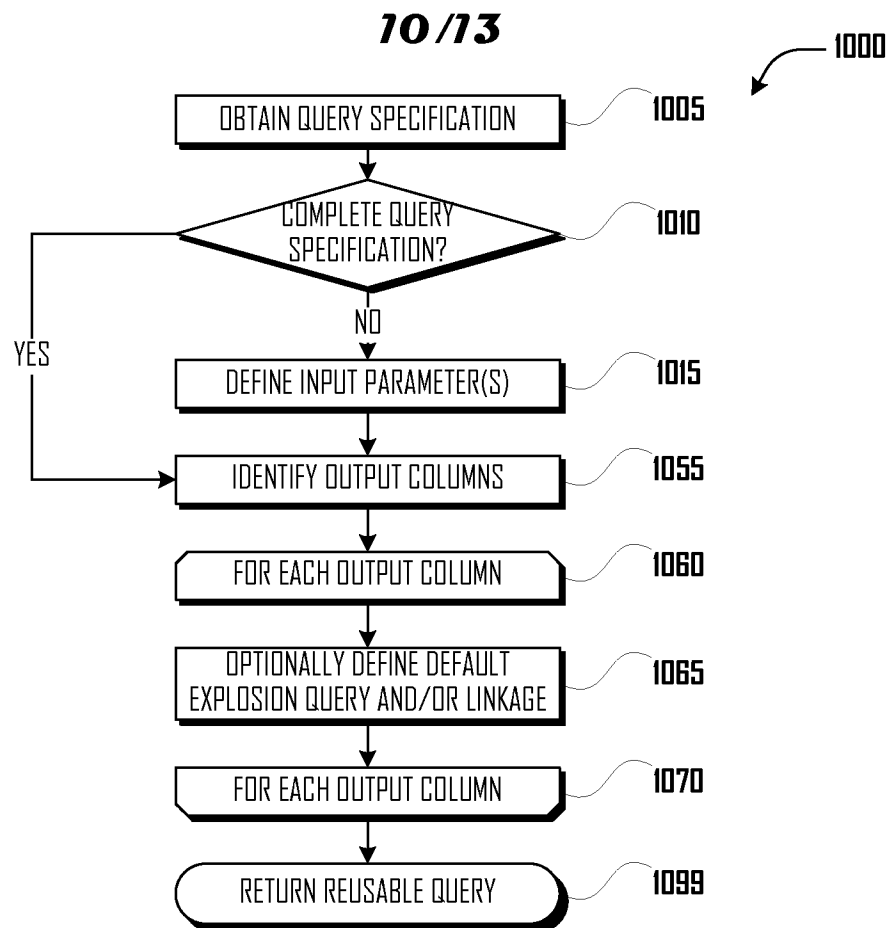 10/13
1000
OBTAIN QUERY SPECIFICATION
1005
COMPLETE QUERY
SPECIFICATION?
1010
NO
YES
DEFINE INPUT PARAMETER(S)
1015
IDENTIFY OUTPUT COLUMNS
1055
FOR EACH OUTPUT COLUMN
1060
OPTIONALLY DEFINE DEFAULT
EXPLOSION QUERY AND/OR LINKAGE
1065
FOR EACH OUTPUT COLUMN
1070
RETURN REUSABLE QUERY
1099